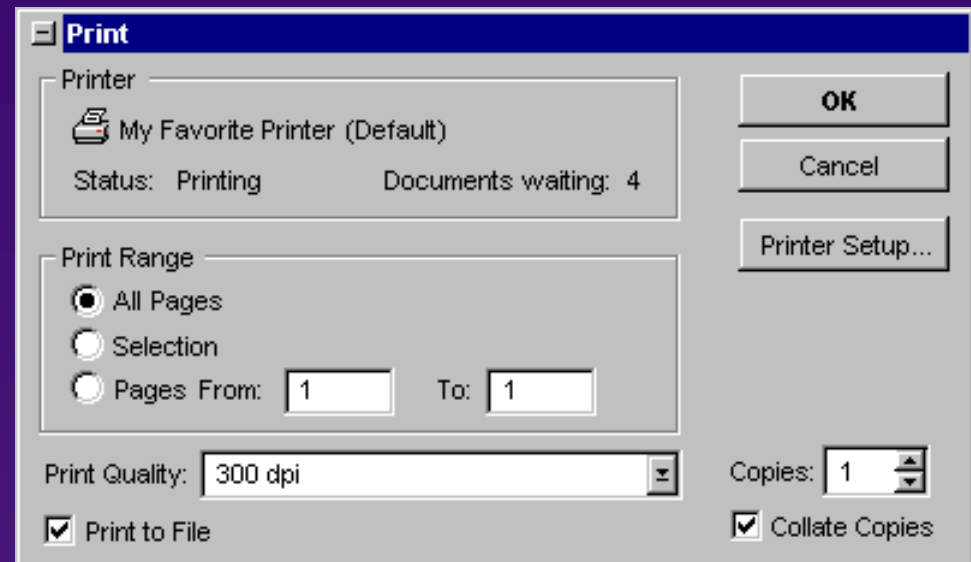 Print
Printer
My Favorite Printer (Default)
Status: Printing Documents waiting: 4
OK
Cancel
Printer Setup...
Print Range
All Pages
Selection
Pages From: 1 To: 1
Print Quality: 300 dpi
Copies: 1
Print to File
Collate Copies